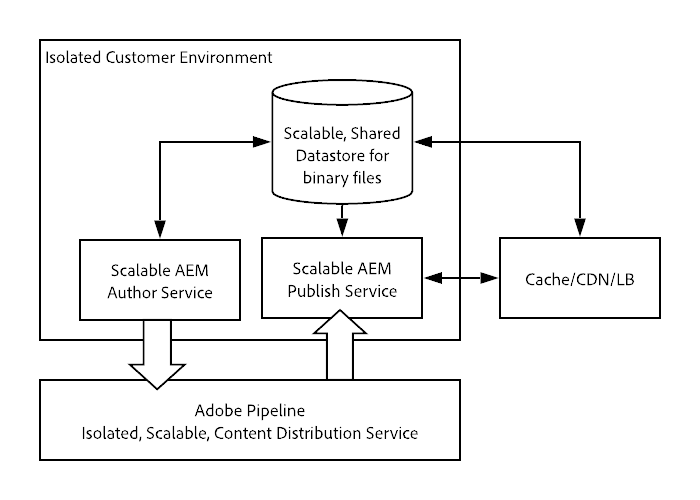 Isolated Customer Environment
Scalable, Shared
Datastore for
binary files
Scalable AEM
Author Service
Scalable AEM
Publish Service
Cache/CDN/LB
Adobe Pipeline
Isolated, Scalable, Content Distribution Service